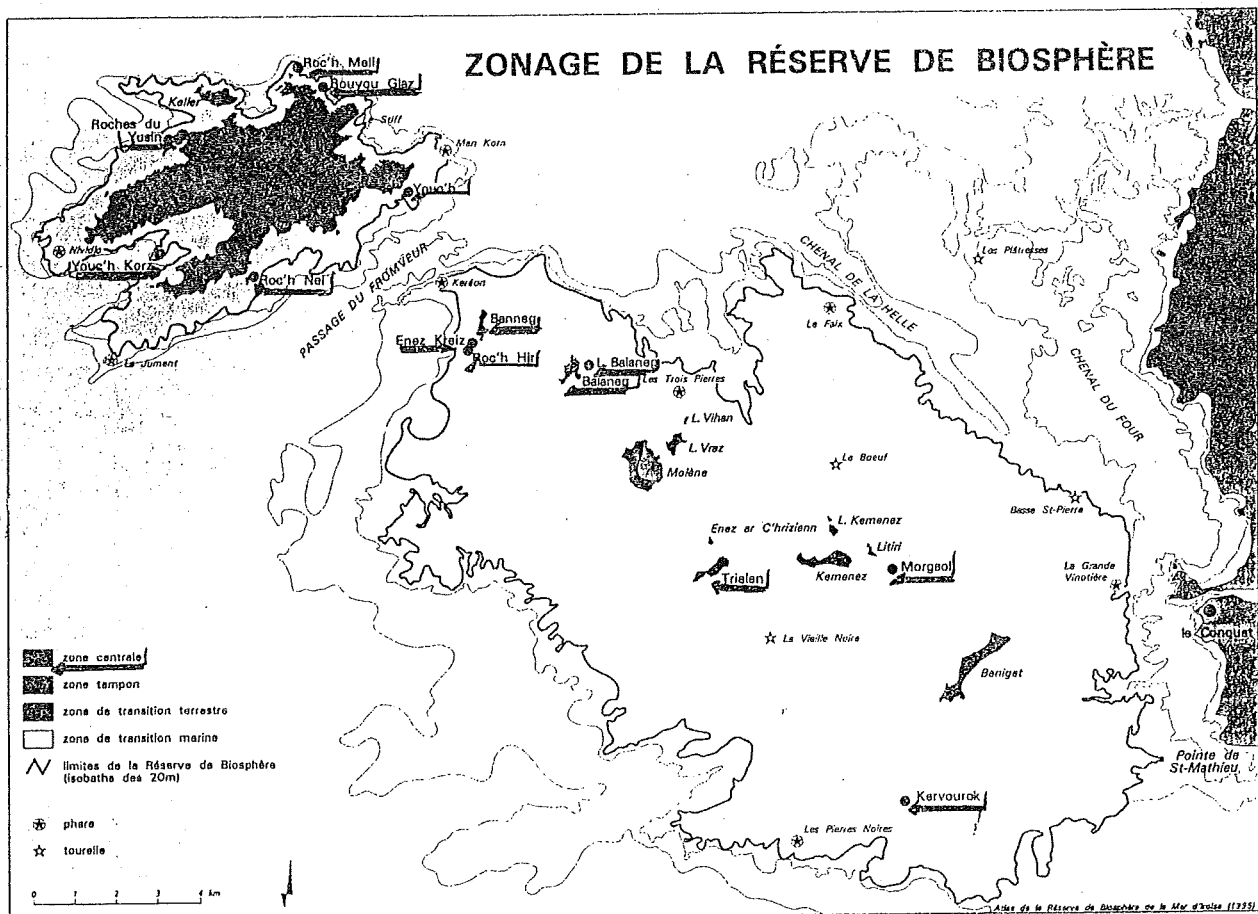 ZONAGE DE LA RÉSERVE DE BIOSPHÈRE
Roc'h Mell
Bouyou Glaz
Keller
Stiff
Roches du
Yusin
Men Korn
Youc'h
Nividic
Youc'h Korz
Roc'h Nel
La Jument
PASSAGE DU FROMVEUR
Keréon
Banneg
Enez Kreiz
Roc'h Hir
L. Balaneg
Balaneg
Les Trois Pierres
L. Vihan
L. Vraz
Molène
CHENAL DE LA HELLE
Le Faix
Les Plâtresses
CHENAL DU FOUR
Le Boeuf
Basse St-Pierre
Enez ar C'hrizienn
L. Kemenez
Litiri
Kemenez
Morgaol
Trielen
La Grande
Vinotière
le Conquet
La Vieille Noire
Beniget
Pointe de
St-Mathieu
Kervourok
Les Pierres Noires
zone centrale
zone tampon
zone de transition terrestre
zone de transition marine
limites de la Réserve de Biosphère
(isobathe des 20m)
phare
tourelle
0 1 2 3 4 km
Atlas de la Réserve de Biosphère de la Mer d'Iroise (1995)